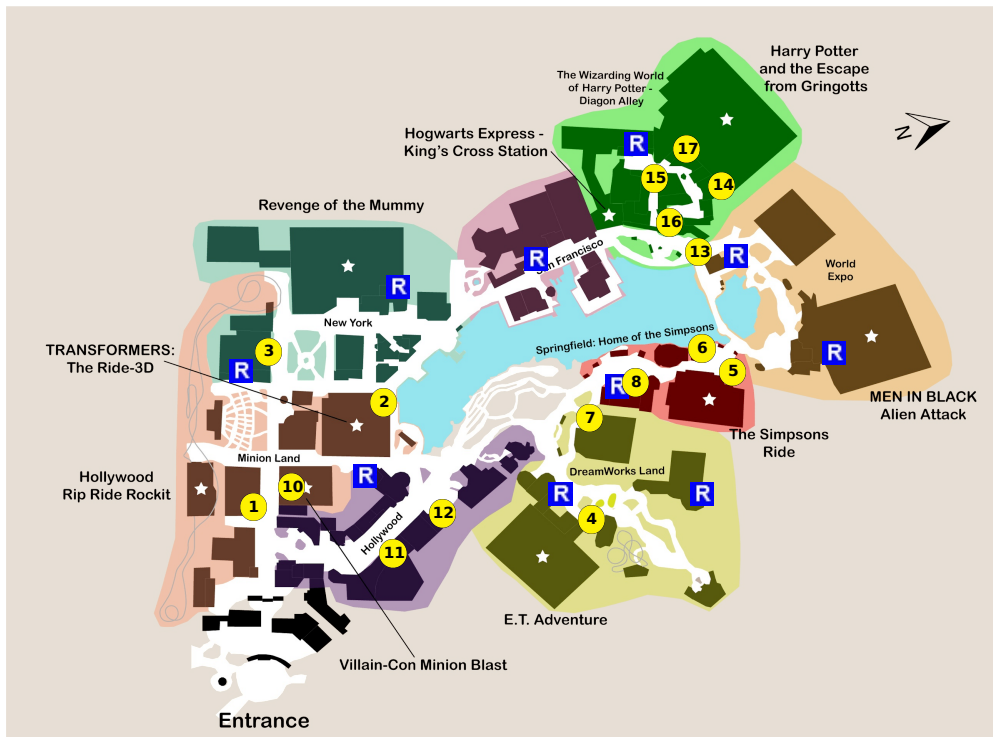 Harry Potter
and the Escape
from Gringotts
The Wizarding World
of Harry Potter -
Diagon Alley
N
Hogwarts Express -
King's Cross Station
R
17
15
14
16
13
R
Revenge of the Mummy
R
San Francisco
R
World
Expo
New York
Springfield: Home of the Simpsons
TRANSFORMERS:
The Ride-3D
3
R
6
5
R
R
8
MEN IN BLACK
Alien Attack
2
7
The Simpsons
Ride
Minion Land
Hollywood
Rip Ride Rockit
R
DreamWorks Land
10
R
R
1
12
4
Hollywood
11
E.T. Adventure
Villain-Con Minion Blast
Entrance